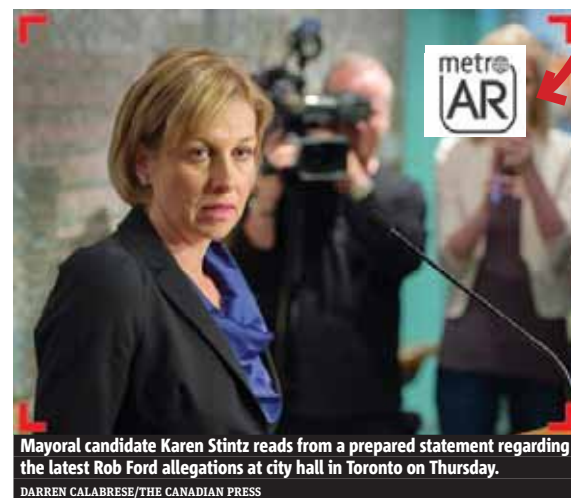 metro
AR
Mayoral candidate Karen Stintz reads from a prepared statement regarding
the latest Rob Ford allegations at city hall in Toronto on Thursday.
DARREN CALABRESE/THE CANADIAN PRESS